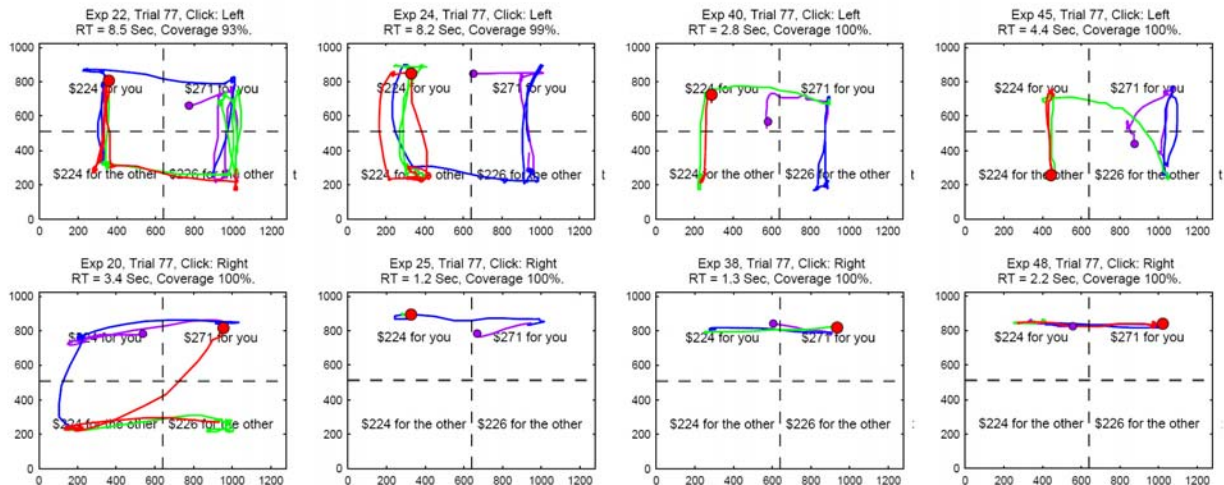 Exp 22, Trial 77, Click: Left
RT = 8.5 Sec, Coverage 93%.
1000
800
600
400
200
0
$224 for you $271 for you
$224 for the other $226 for the other t
0 200 400 600 800 1000 1200
Exp 24, Trial 77, Click: Left
RT = 8.2 Sec, Coverage 99%.
1000
800
600
400
200
0
$224 for you $271 for you
$224 for the other $226 for the other t
0 200 400 600 800 1000 1200
Exp 40, Trial 77, Click: Left
RT = 2.8 Sec, Coverage 100%.
1000
800
600
400
200
0
$224 for you $271 for you
$224 for the other $226 for the other
0 200 400 600 800 1000 1200
Exp 45, Trial 77, Click: Left
RT = 4.4 Sec, Coverage 100%.
1000
800
600
400
200
0
$224 for you $271 for you
$224 for the other $226 for the other t
0 200 400 600 800 1000 1200
Exp 20, Trial 77, Click: Right
RT = 3.4 Sec, Coverage 100%.
1000
800
600
400
200
0
$224 for you $271 for you
$224 for the other $226 for the other
0 200 400 600 800 1000 1200
Exp 25, Trial 77, Click: Right
RT = 1.2 Sec, Coverage 100%.
1000
800
600
400
200
0
$224 for you $271 for you
$224 for the other $226 for the other
0 200 400 600 800 1000 1200
Exp 38, Trial 77, Click: Right
RT = 1.3 Sec, Coverage 100%.
1000
800
600
400
200
0
$224 for you $271 for you
$224 for the other $226 for the other
0 200 400 600 800 1000 1200
Exp 48, Trial 77, Click: Right
RT = 2.2 Sec, Coverage 100%.
1000
800
600
400
200
0
$224 for you $271 for you
$224 for the other $226 for the other
0 200 400 600 800 1000 1200